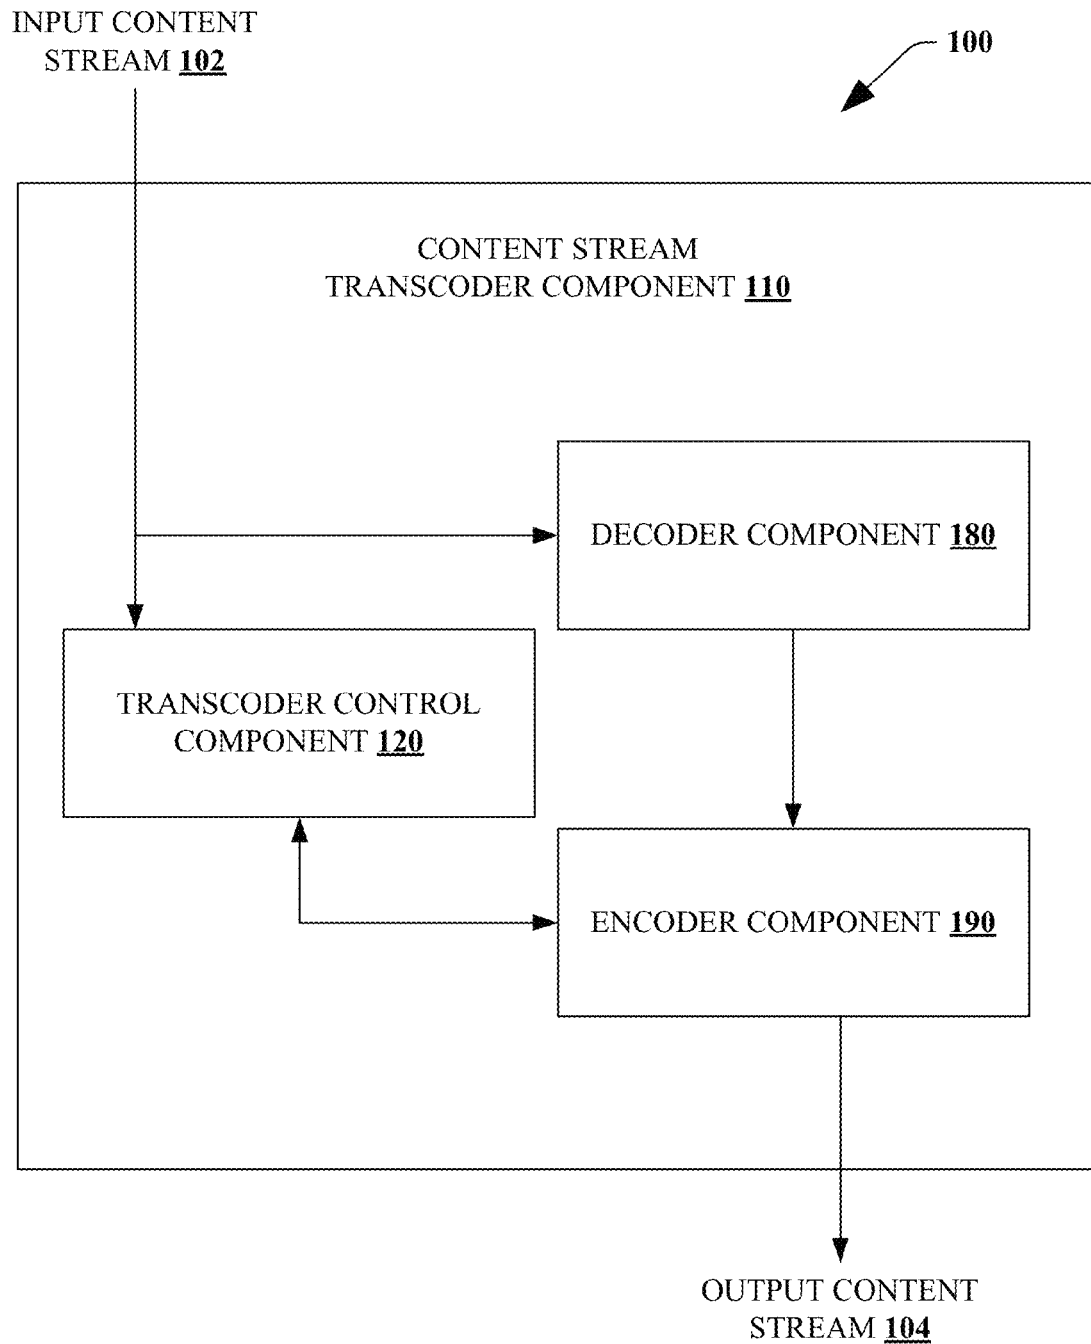 INPUT CONTENT
STREAM 102
100
CONTENT STREAM
TRANSCODER COMPONENT 110
DECODER COMPONENT 180
TRANSCODER CONTROL
COMPONENT 120
ENCODER COMPONENT 190
OUTPUT CONTENT
STREAM 104